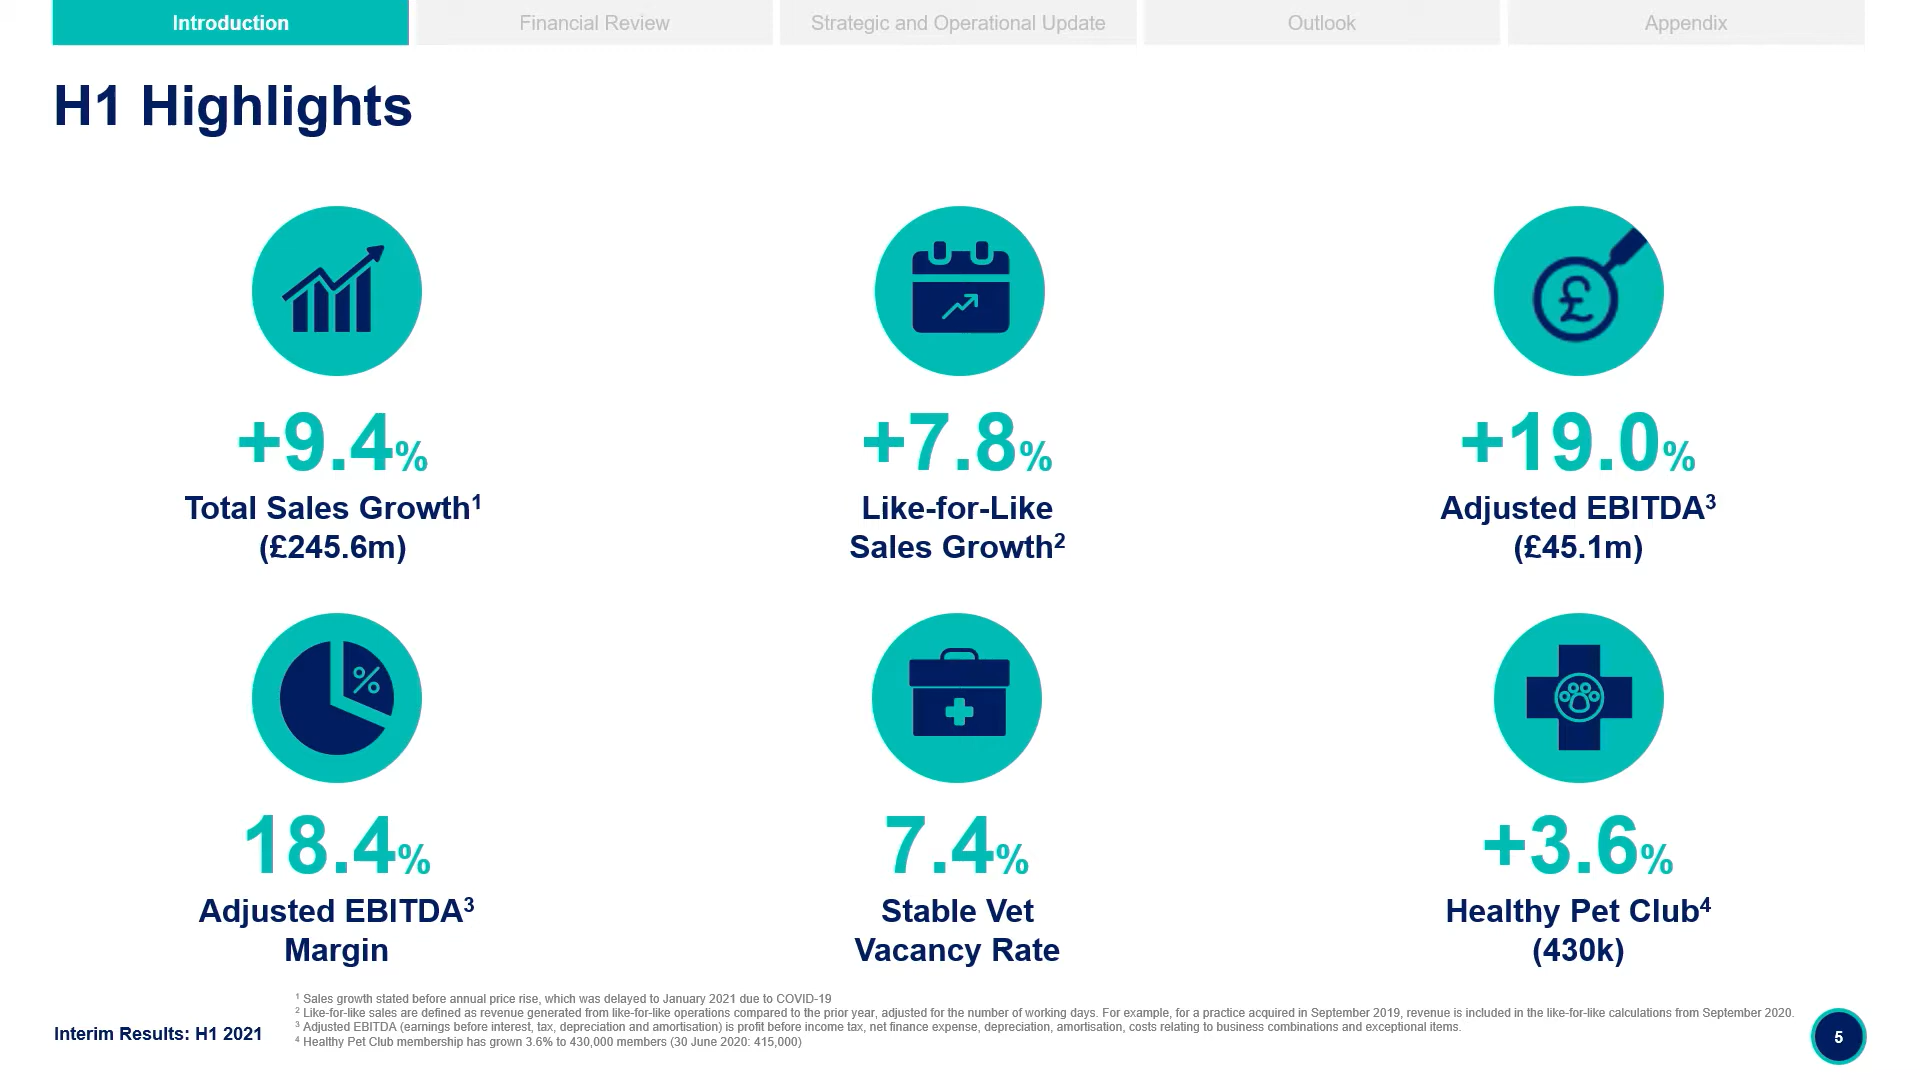 Introduction
Financial Review
Strategic and Operational Update
Outlook
Appendix
H1 Highlights
£
+9.4%
Total Sales Growth¹
(£245.6m)
+7.8%
Like-for-Like
Sales Growth²
+19.0%
Adjusted EBITDA³
(£45.1m)
%
18.4%
Adjusted EBITDA³
Margin
7.4%
Stable Vet
Vacancy Rate
+3.6%
Healthy Pet Club⁴
(430k)
¹ Sales growth stated before annual price rise, which was delayed to January 2021 due to COVID-19
² Like-for-like sales are defined as revenue generated from like-for-like operations compared to the prior year, adjusted for the number of working days. For example, for a practice acquired in September 2019, revenue is included in the like-for-like calculations from September 2020.
³ Adjusted EBITDA (earnings before interest, tax, depreciation and amortisation) is profit before income tax, net finance expense, depreciation, amortisation, costs relating to business combinations and exceptional items.
⁴ Healthy Pet Club membership has grown 3.6% to 430,000 members (30 June 2020: 415,000)
Interim Results: H1 2021
5